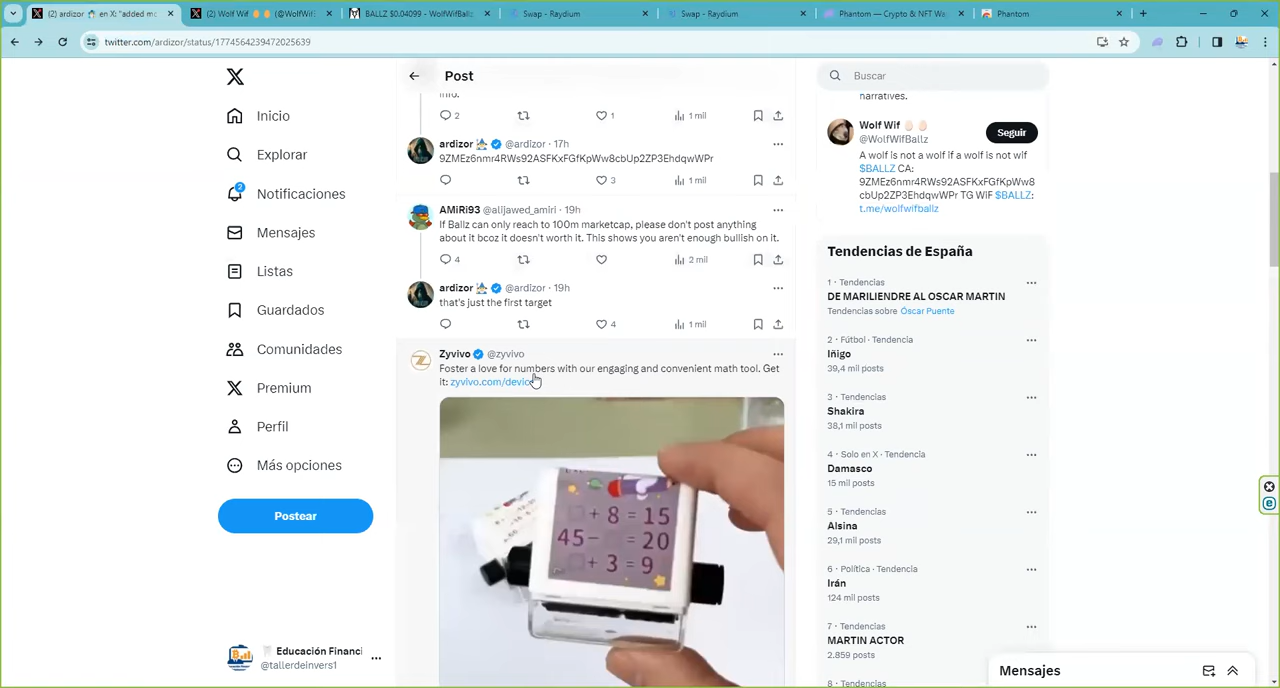 (2) ardizor en X: "added mo
(2) Wolf Wif (@WolfWif
BALLZ $0.04099 - WolfWifBallz
Swap - Raydium
Swap - Raydium
Phantom — Crypto & NFT Wa
Phantom
twitter.com/ardizor/status/1774564239472025639
Inicio
Explorar
2
Notificaciones
Mensajes
Listas
Guardados
Comunidades
Premium
Perfil
Más opciones
Postear
Educación Financi
@tallerdeinvers1
Post
info.
2
1
1 mil
ardizor @ardizor · 17h
9ZMEz6nmr4RWs92ASFKxFGfKpWw8cbUp2ZP3EhdqwWPr
3
1 mil
AMiRi93 @alijawed_amiri · 19h
If Ballz can only reach to 100m marketcap, please don't post anything
about it bcoz it doesn't worth it. This shows you aren't enough bullish on it.
4
2 mil
ardizor @ardizor · 19h
that's just the first target
4
1 mil
Zyvivo @zyvivo
Foster a love for numbers with our engaging and convenient math tool. Get
it: zyvivo.com/devic
+ 8 = 15
45- = 20
+ 3 = 9
Buscar
narratives.
Wolf Wif
@WolfWifBallz
Seguir
A wolf is not a wolf if a wolf is not wif
$BALLZ CA:
9ZMEz6nmr4RWs92ASFKxFGfKpWw8
cbUp2ZP3EhdqwWPr TG WIF $BALLZ:
t.me/wolfwifballz
Tendencias de España
1 · Tendencias
DE MARILIENDRE AL OSCAR MARTIN
Tendencias sobre Óscar Puente
2 · Fútbol · Tendencia
Iñigo
39,4 mil posts
3 · Tendencias
Shakira
38,1 mil posts
4 · Solo en X · Tendencia
Damasco
15 mil posts
5 · Tendencias
Alsina
29,1 mil posts
6 · Política · Tendencia
Irán
124 mil posts
7 · Tendencias
MARTIN ACTOR
2.859 posts
8 · Tendencias
Mensajes